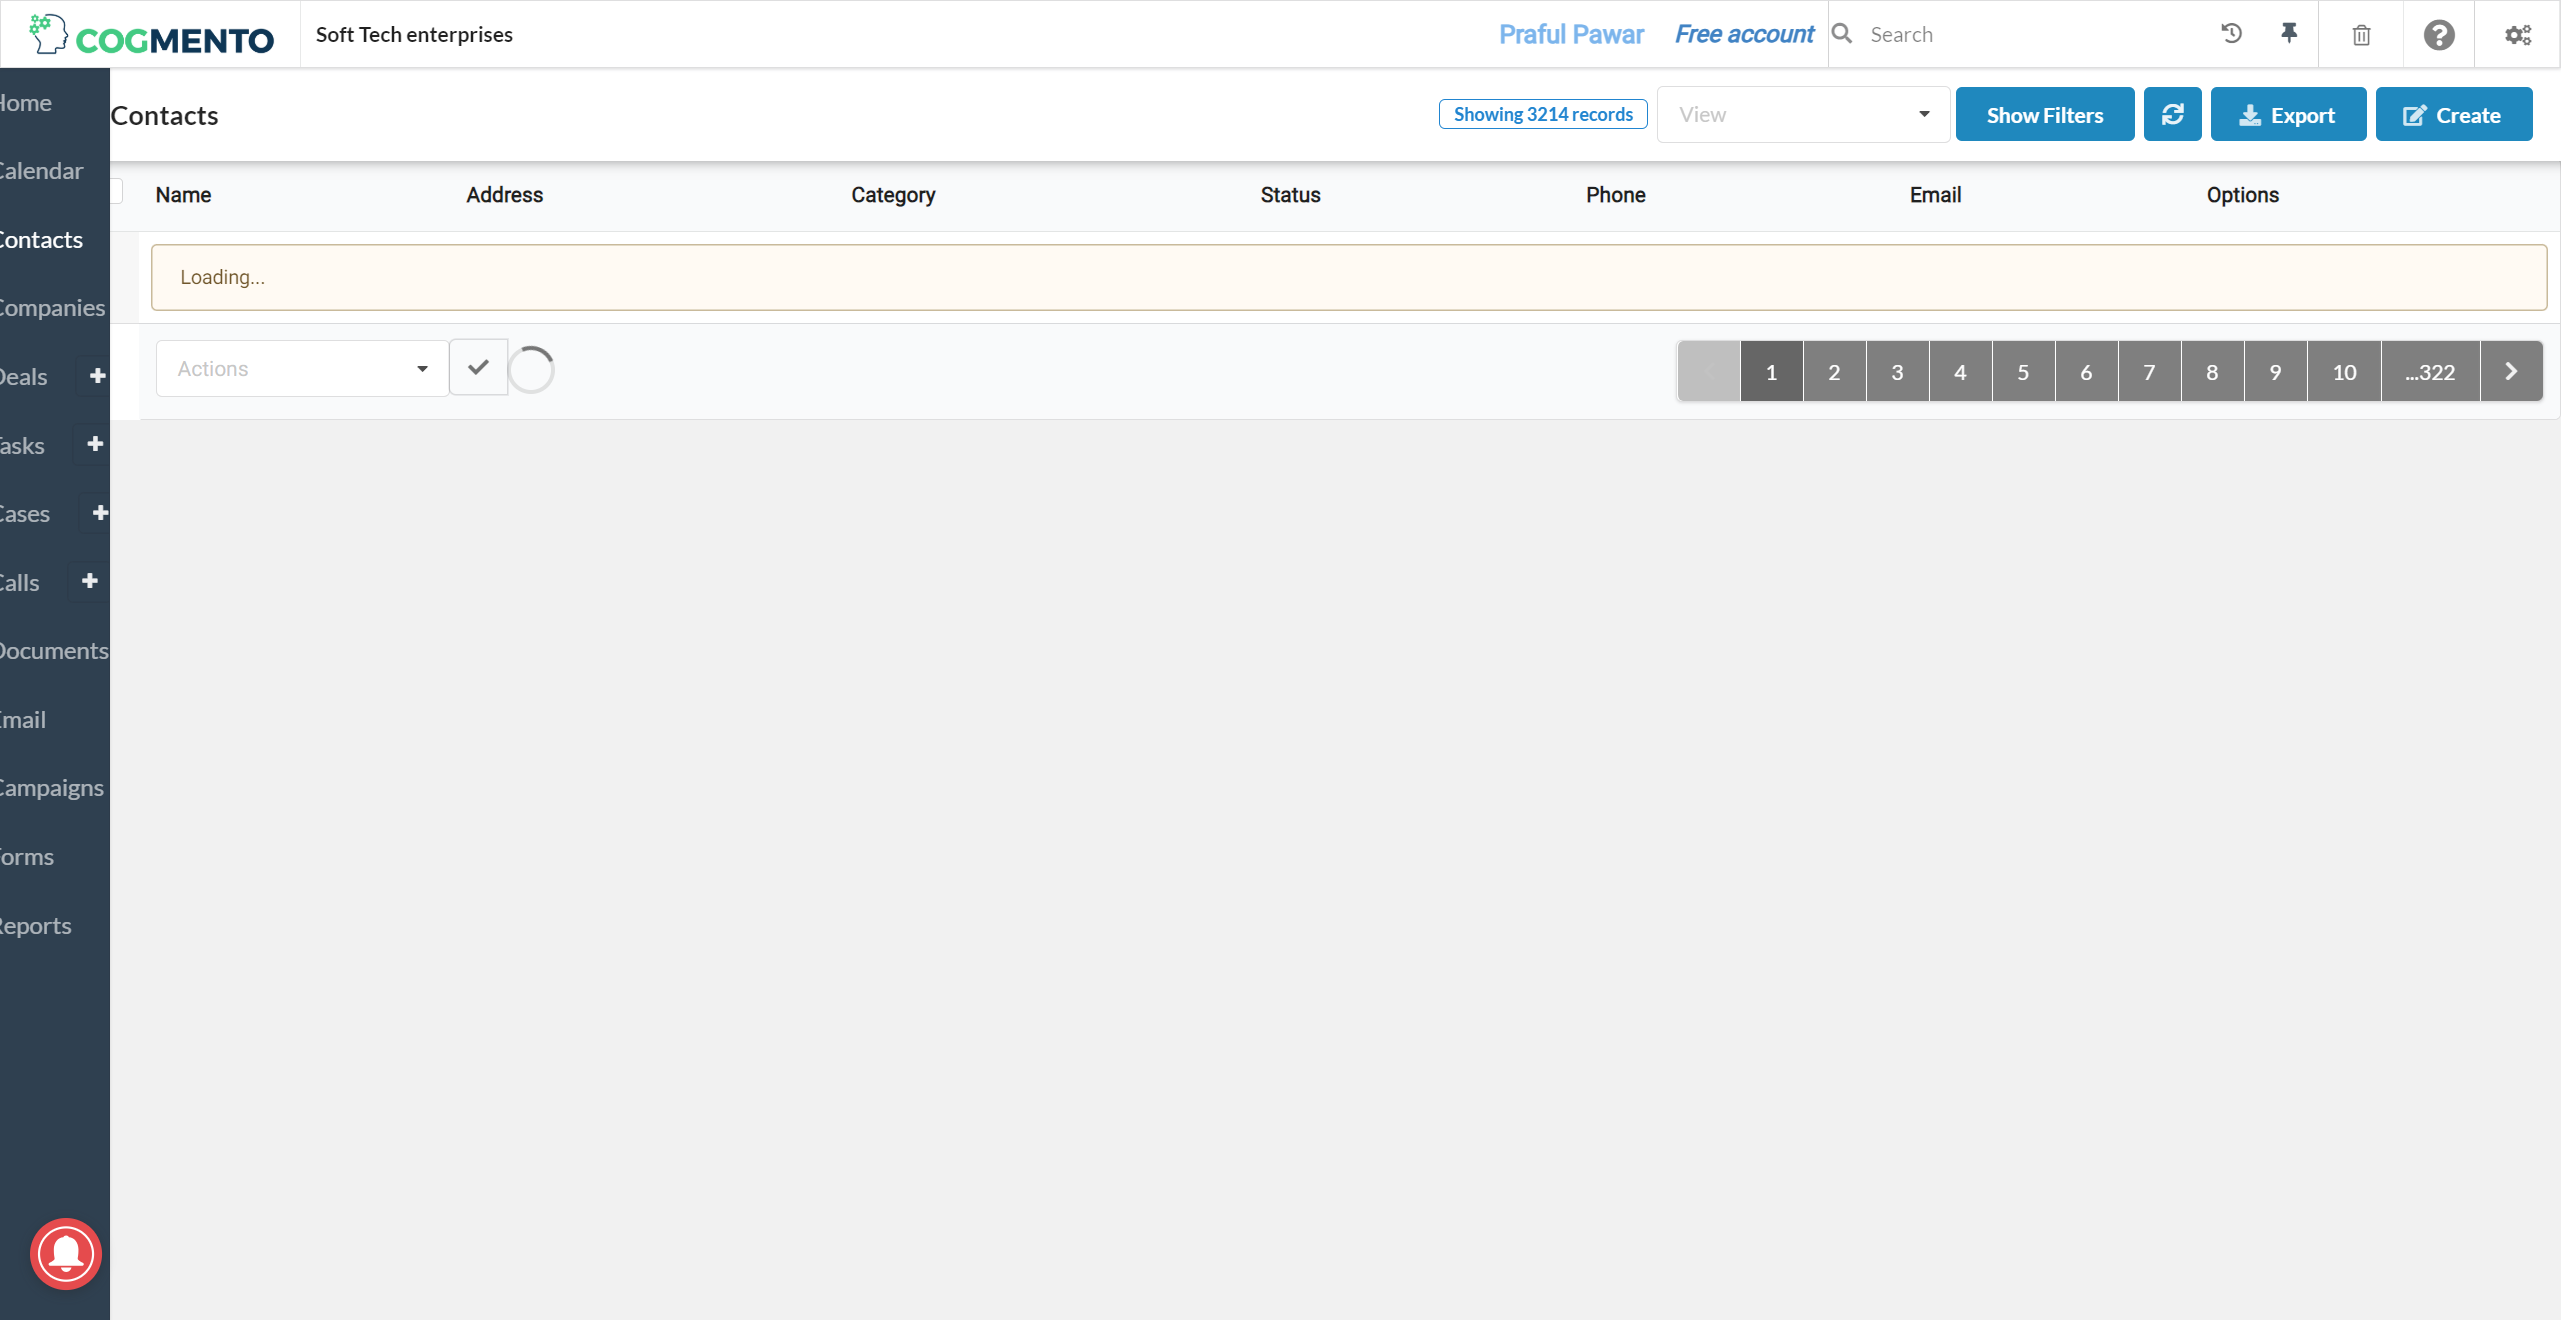 COGMENTO
Soft Tech enterprises
Praful Pawar
Free account
Search
Home
Calendar
Contacts
Companies
Deals
Tasks
Cases
Calls
Documents
Email
Campaigns
Forms
Reports
Contacts
Showing 3214 records
View
Show Filters
Export
Create
Name Address Category Status Phone Email Options
Loading...
Actions
1 2 3 4 5 6 7 8 9 10 ...322